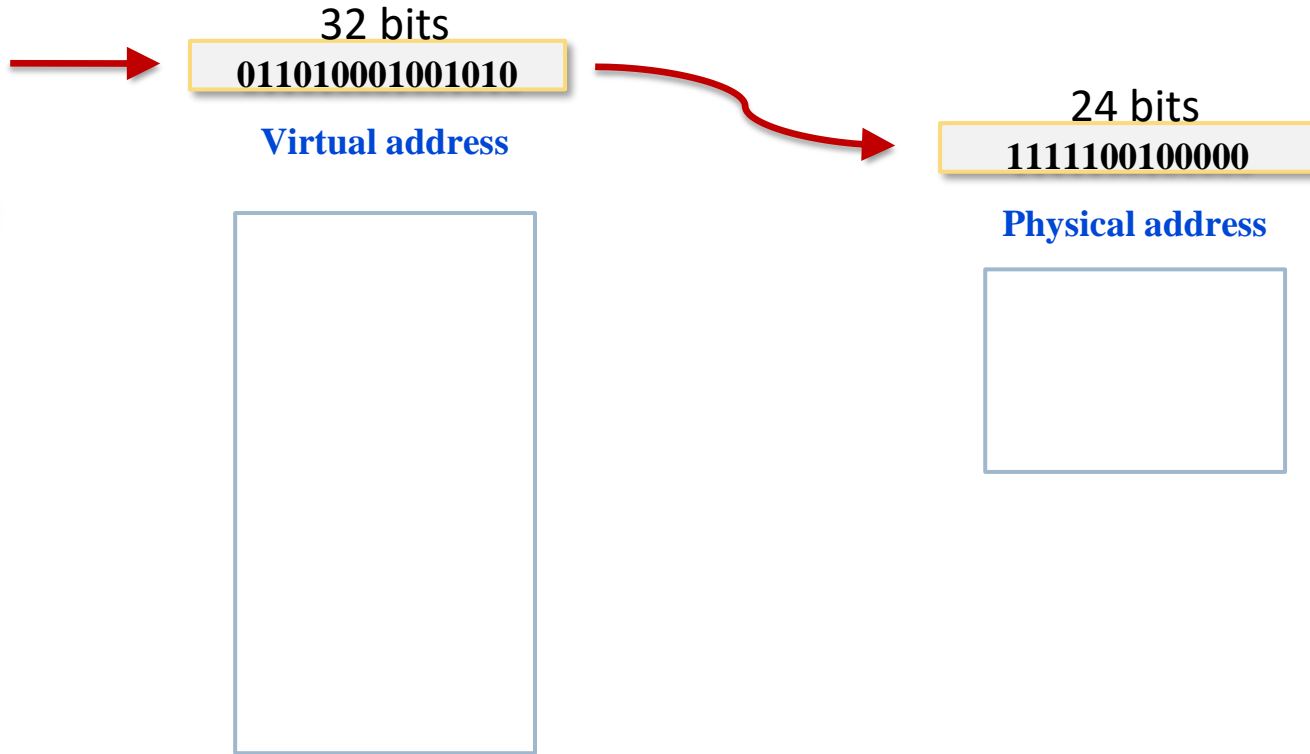 32 bits
011010001001010
Virtual address
24 bits
1111100100000
Physical address